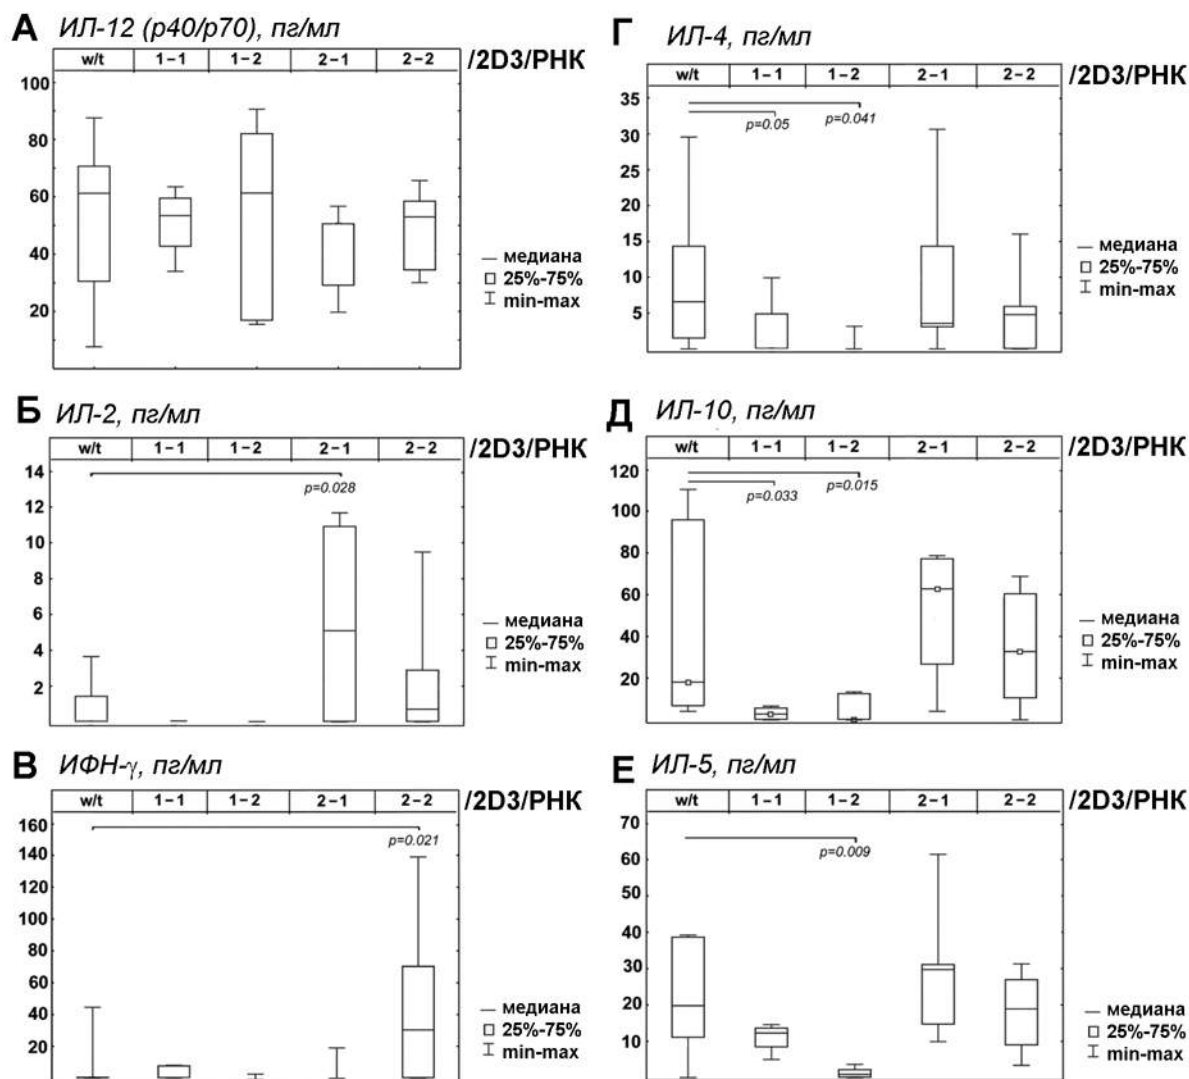 А ИЛ-12 (p40/p70), пг/мл
w/t 1–1 1–2 2–1 2–2 /2D3/РНК
100
80
60
40
20
— медиана
25%-75%
min-max
Б ИЛ-2, пг/мл
w/t 1–1 1–2 2–1 2–2 /2D3/РНК
p=0.028
14
12
10
8
6
4
2
— медиана
25%-75%
min-max
В ИФН-γ, пг/мл
w/t 1–1 1–2 2–1 2–2 /2D3/РНК
p=0.021
160
140
120
100
80
60
40
20
— медиана
25%-75%
min-max
Г ИЛ-4, пг/мл
w/t 1–1 1–2 2–1 2–2 /2D3/РНК
p=0.05 p=0.041
35
30
25
20
15
10
5
— медиана
25%-75%
min-max
Д ИЛ-10, пг/мл
w/t 1–1 1–2 2–1 2–2 /2D3/РНК
p=0.033 p=0.015
120
100
80
60
40
20
— медиана
25%-75%
min-max
Е ИЛ-5, пг/мл
w/t 1–1 1–2 2–1 2–2 /2D3/РНК
p=0.009
70
60
50
40
30
20
10
— медиана
25%-75%
min-max